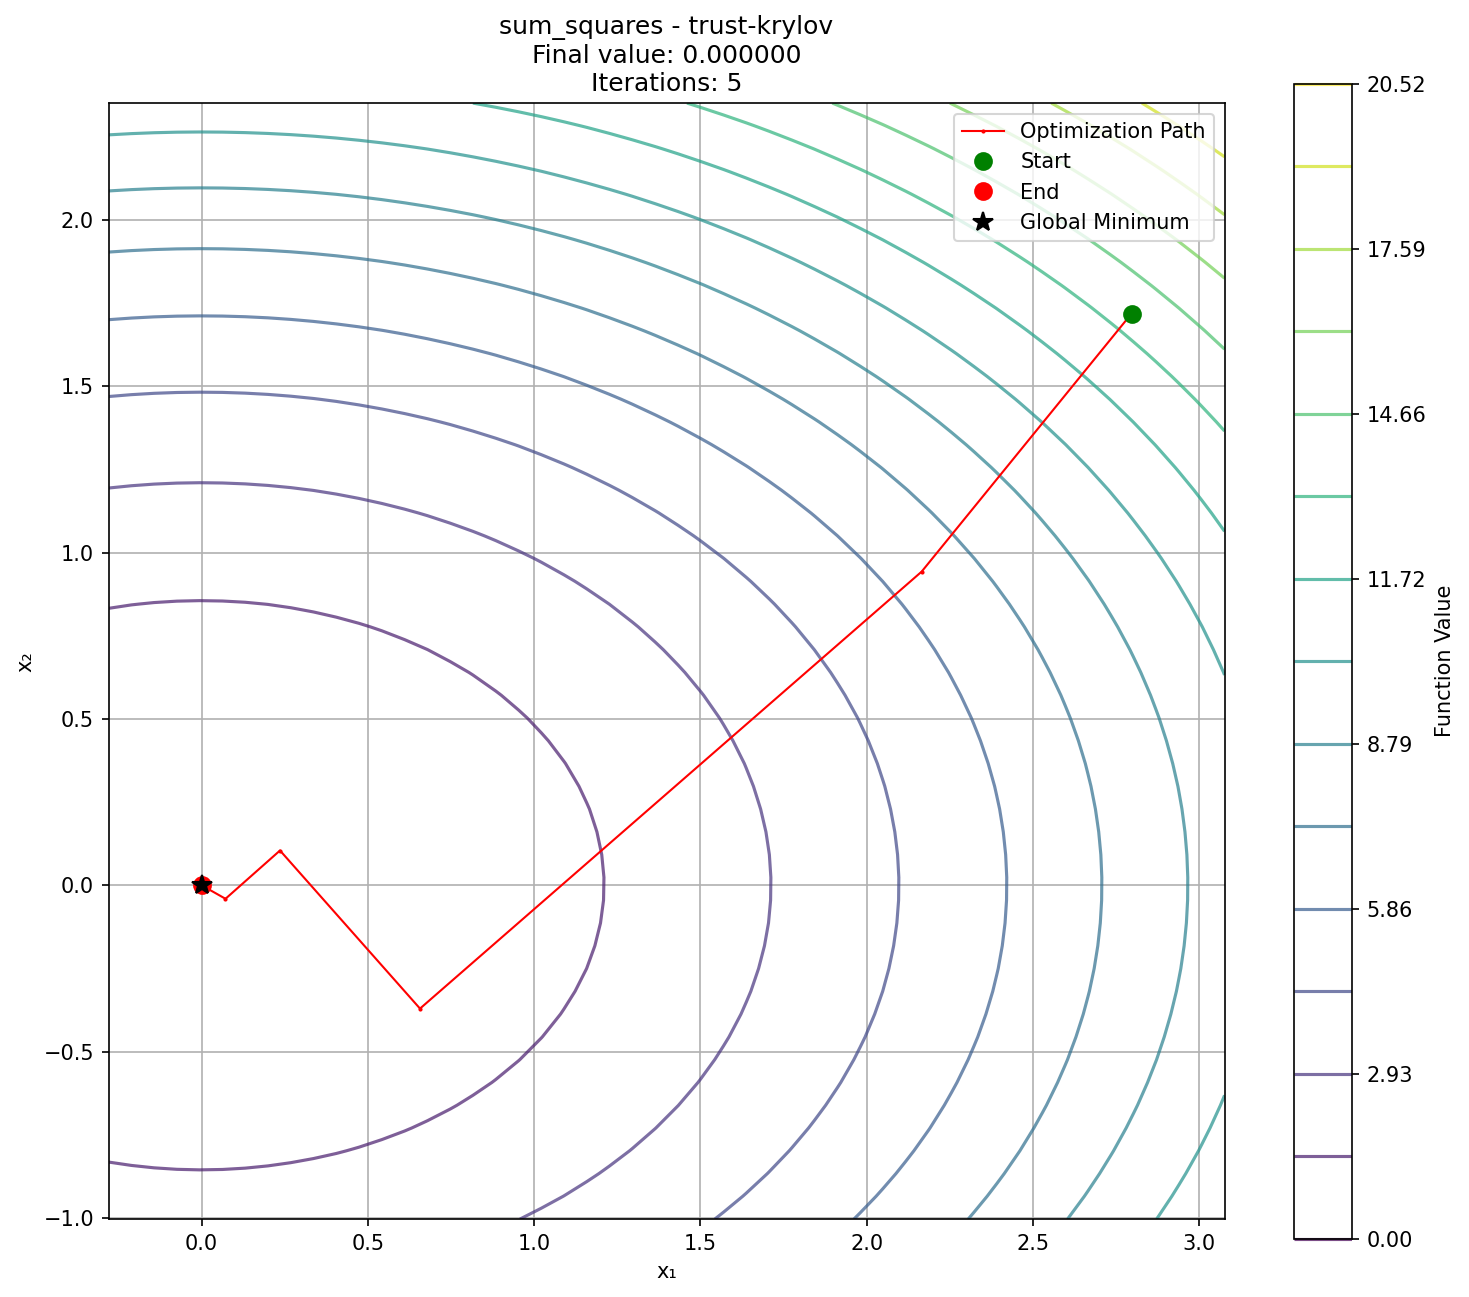 sum_squares - trust-krylov
Final value: 0.000000
Iterations: 5
Optimization Path
Start
End
Global Minimum
2.0
1.5
1.0
0.5
0.0
−0.5
−1.0
x₂
0.0
0.5
1.0
1.5
2.0
2.5
3.0
x₁
20.52
17.59
14.66
11.72
8.79
5.86
2.93
0.00
Function Value